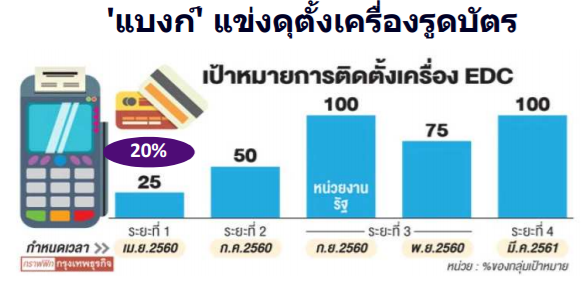 'แบงก์' แข่งดุตั้งเครื่องรูดบัตร
เป้าหมายการติดตั้งเครื่อง EDC
20%
25
50
100
75
100
หน่วยงาน
รัฐ
ระยะที่ 1
ระยะที่ 2
ระยะที่ 3
ระยะที่ 4
กำหนดเวลา >> เม.ย.2560 ก.ค.2560 ก.ย.2560 พ.ย.2560 มี.ค.2561
กราฟฟิก กรุงเทพธุรกิจ
หน่วย : %ของกลุ่มเป้าหมาย